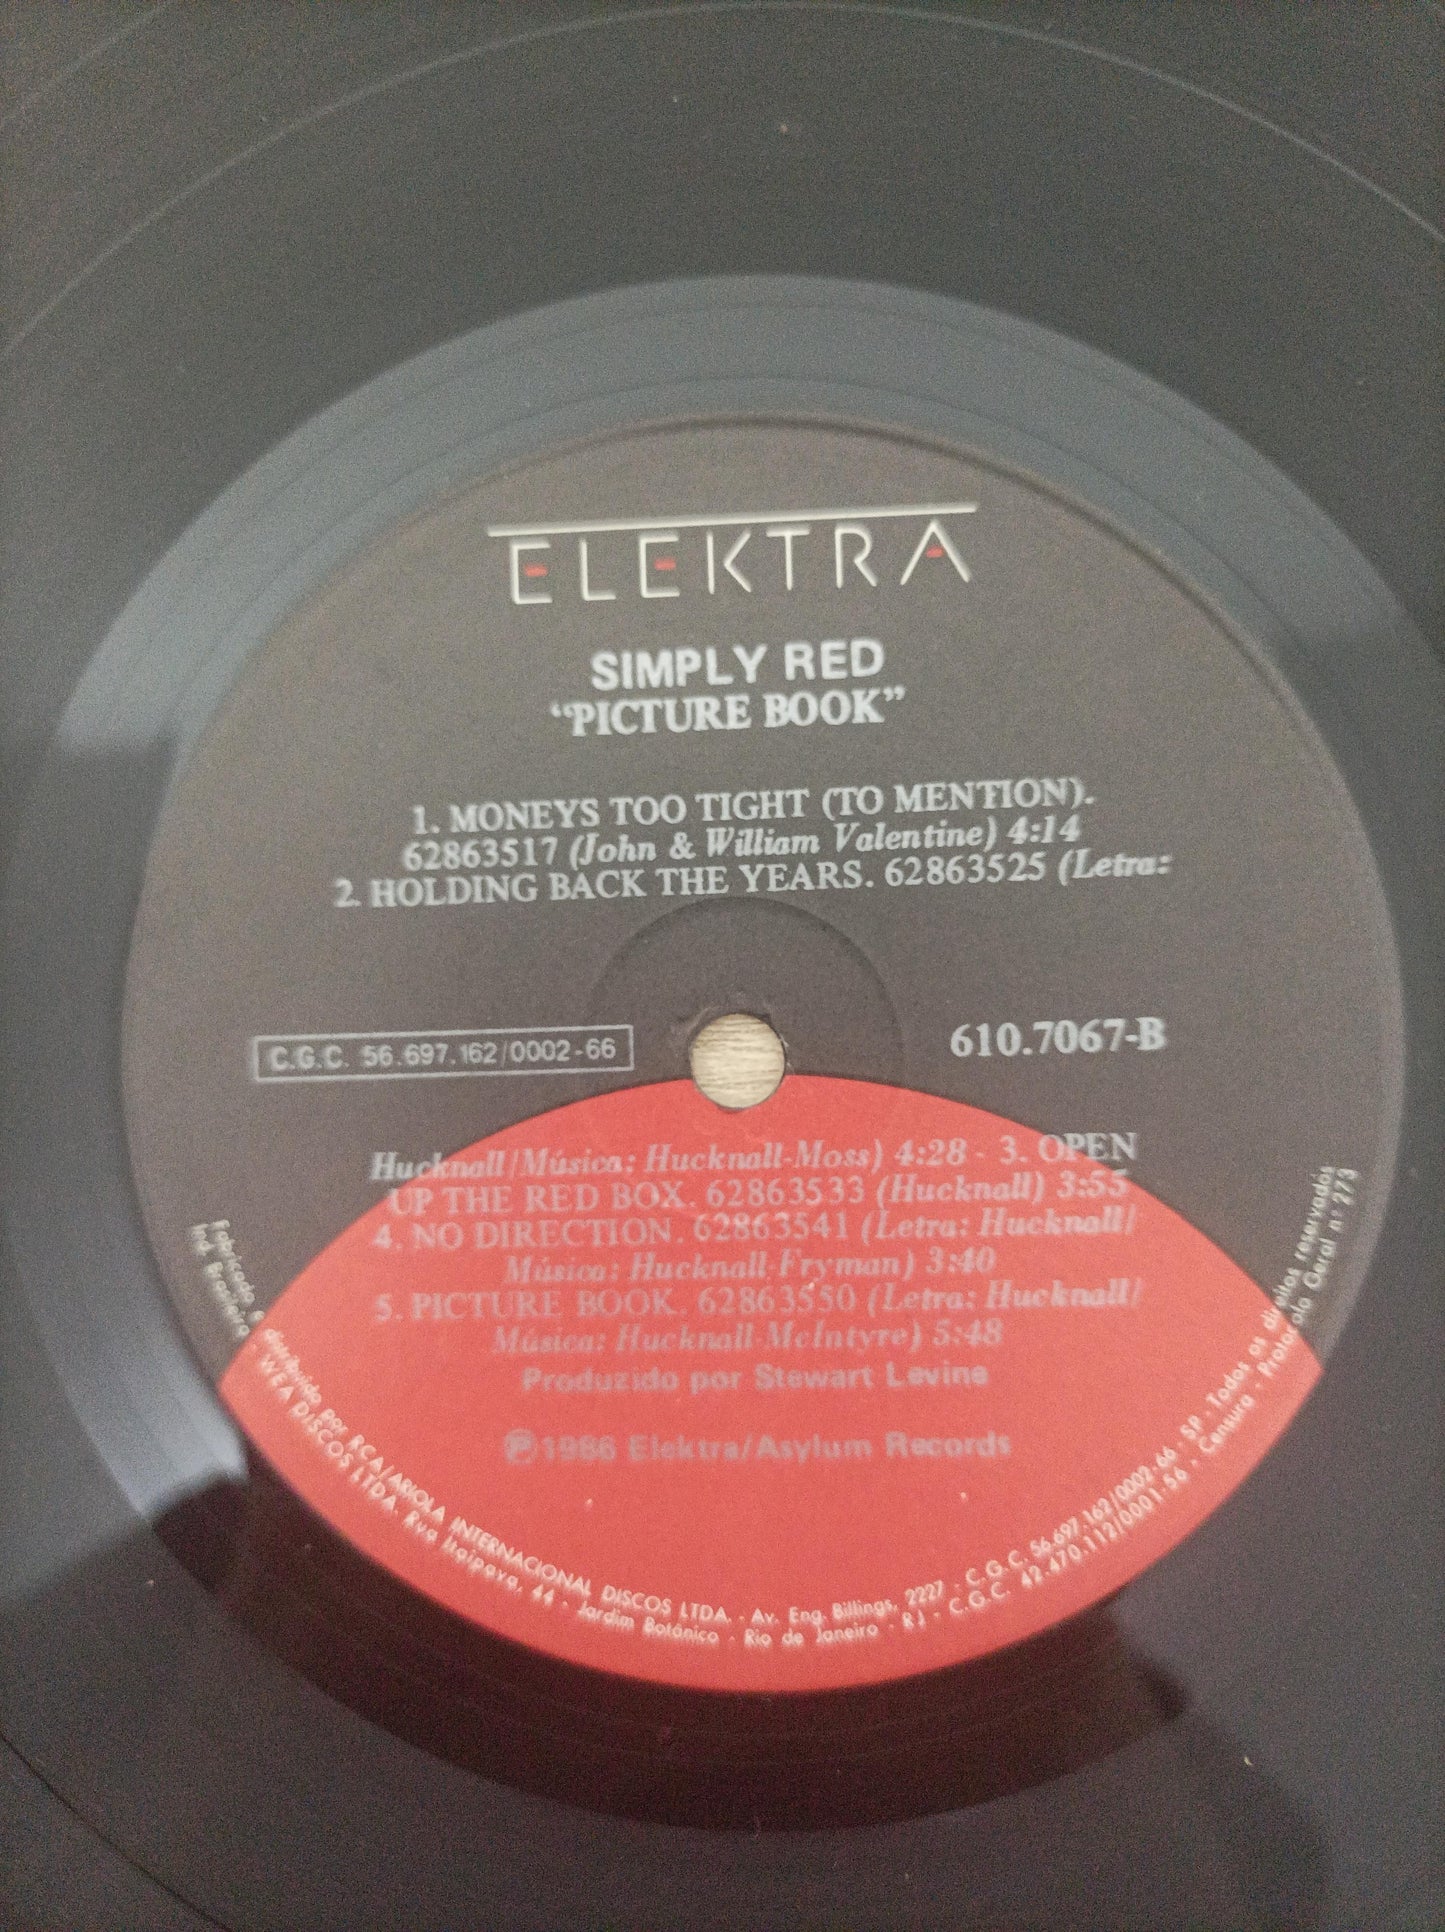 ELEKTRA
SIMPLY RED
“PICTURE BOOK”
1. MONEYS TOO TIGHT (TO MENTION).
62863517 (John & William Valentine) 4:14
2. HOLDING BACK THE YEARS. 62863525 (Letra:
C.G.C. 56.697.162/0002-66
610.7067-B
Hucknall/Música: Hucknall-Moss) 4:28 - 3. OPEN
UP THE RED BOX. 62863533 (Hucknall) 3:55
4. NO DIRECTION. 62863541 (Letra: Hucknall/
Música: Hucknall-Fryman) 3:40
5. PICTURE BOOK. 62863550 (Letra: Hucknall/
Música: Hucknall-McIntyre) 5:48
Produzido por Stewart Levine
℗ 1986 Elektra/Asylum Records
Fabricado e distribuído por RCA/ARIOLA INTERNACIONAL DISCOS LTDA. - Av. Eng. Billings, 2227 - C.G.C. 56.697.162/0002-66 - SP - Todos os direitos reservados
Ind. Brasileira - WEA DISCOS LTDA. Rua Itaipava, 44 - Jardim Botânico - Rio de Janeiro - RJ - C.G.C. 42.470.112/0001-56 - Censura - Protocolo Geral nº 273